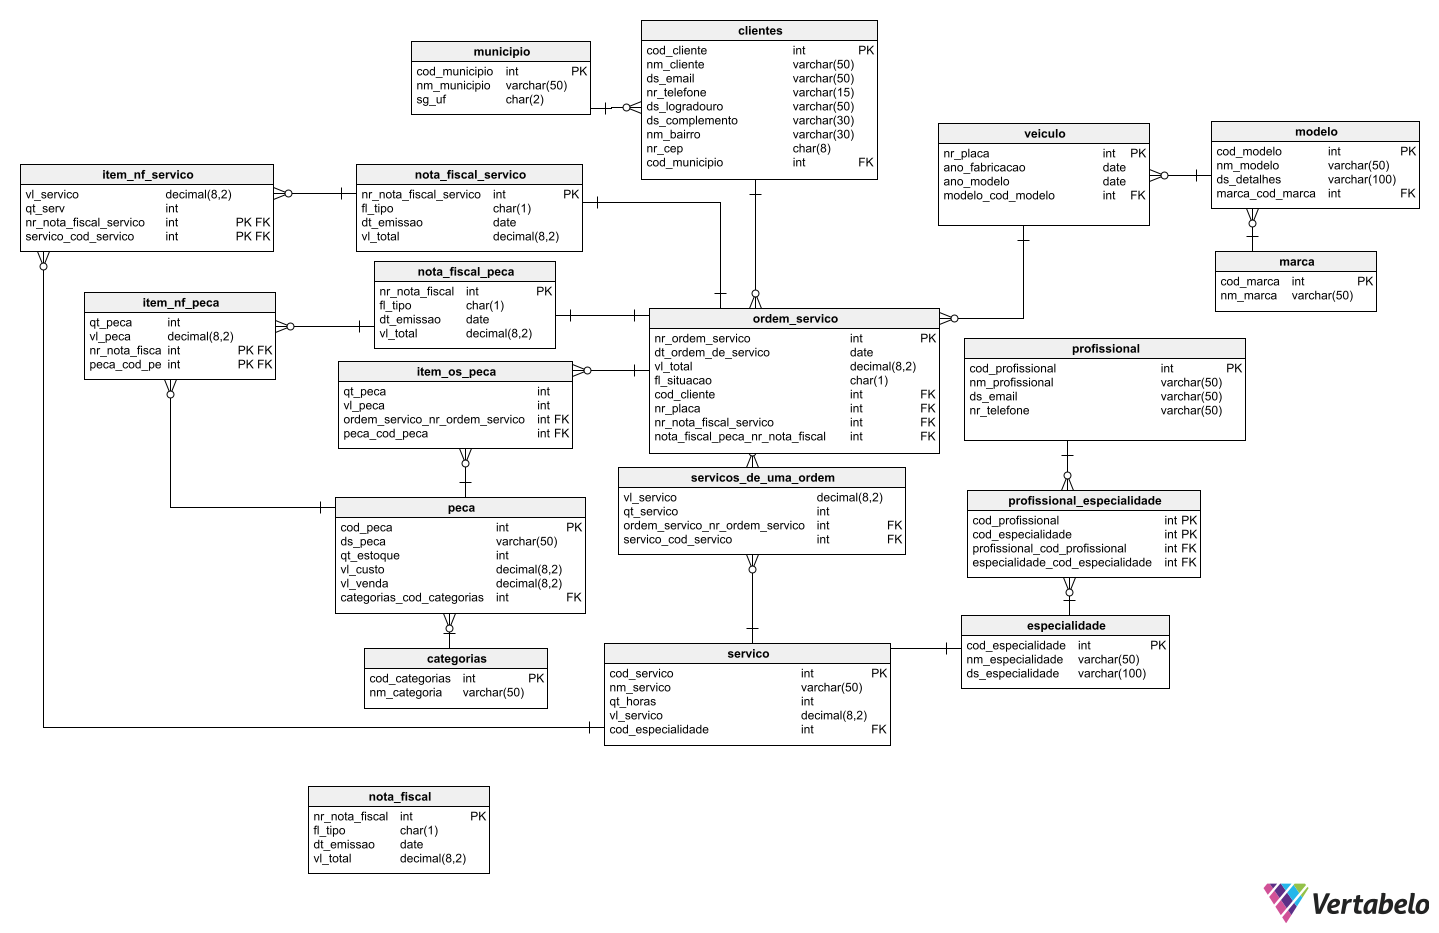 clientes
cod_cliente int PK
nm_cliente varchar(50)
ds_email varchar(50)
nr_telefone varchar(15)
ds_logradouro varchar(50)
ds_complemento varchar(30)
nm_bairro varchar(30)
nr_cep char(8)
cod_municipio int FK
municipio
cod_municipio int PK
nm_municipio varchar(50)
sg_uf char(2)
veiculo
nr_placa int PK
ano_fabricacao date
ano_modelo date
modelo_cod_modelo int FK
modelo
cod_modelo int PK
nm_modelo varchar(50)
ds_detalhes varchar(100)
marca_cod_marca int FK
item_nf_servico
vl_servico decimal(8,2)
qt_serv int
nr_nota_fiscal_servico int PK FK
servico_cod_servico int PK FK
nota_fiscal_servico
nr_nota_fiscal_servico int PK
fl_tipo char(1)
dt_emissao date
vl_total decimal(8,2)
marca
cod_marca int PK
nm_marca varchar(50)
nota_fiscal_peca
nr_nota_fiscal int PK
fl_tipo char(1)
dt_emissao date
vl_total decimal(8,2)
item_nf_peca
qt_peca int
vl_peca decimal(8,2)
nr_nota_fisca int PK FK
peca_cod_pe int PK FK
ordem_servico
nr_ordem_servico int PK
dt_ordem_de_servico date
vl_total decimal(8,2)
fl_situacao char(1)
cod_cliente int FK
nr_placa int FK
nr_nota_fiscal_servico int FK
nota_fiscal_peca_nr_nota_fiscal int FK
profissional
cod_profissional int PK
nm_profissional varchar(50)
ds_email varchar(50)
nr_telefone varchar(50)
item_os_peca
qt_peca int
vl_peca int
ordem_servico_nr_ordem_servico int FK
peca_cod_peca int FK
servicos_de_uma_ordem
vl_servico decimal(8,2)
qt_servico int
ordem_servico_nr_ordem_servico int FK
servico_cod_servico int FK
profissional_especialidade
cod_profissional int PK
cod_especialidade int PK
profissional_cod_profissional int FK
especialidade_cod_especialidade int FK
peca
cod_peca int PK
ds_peca varchar(50)
qt_estoque int
vl_custo decimal(8,2)
vl_venda decimal(8,2)
categorias_cod_categorias int FK
especialidade
cod_especialidade int PK
nm_especialidade varchar(50)
ds_especialidade varchar(100)
categorias
cod_categorias int PK
nm_categoria varchar(50)
servico
cod_servico int PK
nm_servico varchar(50)
qt_horas int
vl_servico decimal(8,2)
cod_especialidade int FK
nota_fiscal
nr_nota_fiscal int PK
fl_tipo char(1)
dt_emissao date
vl_total decimal(8,2)
Vertabelo